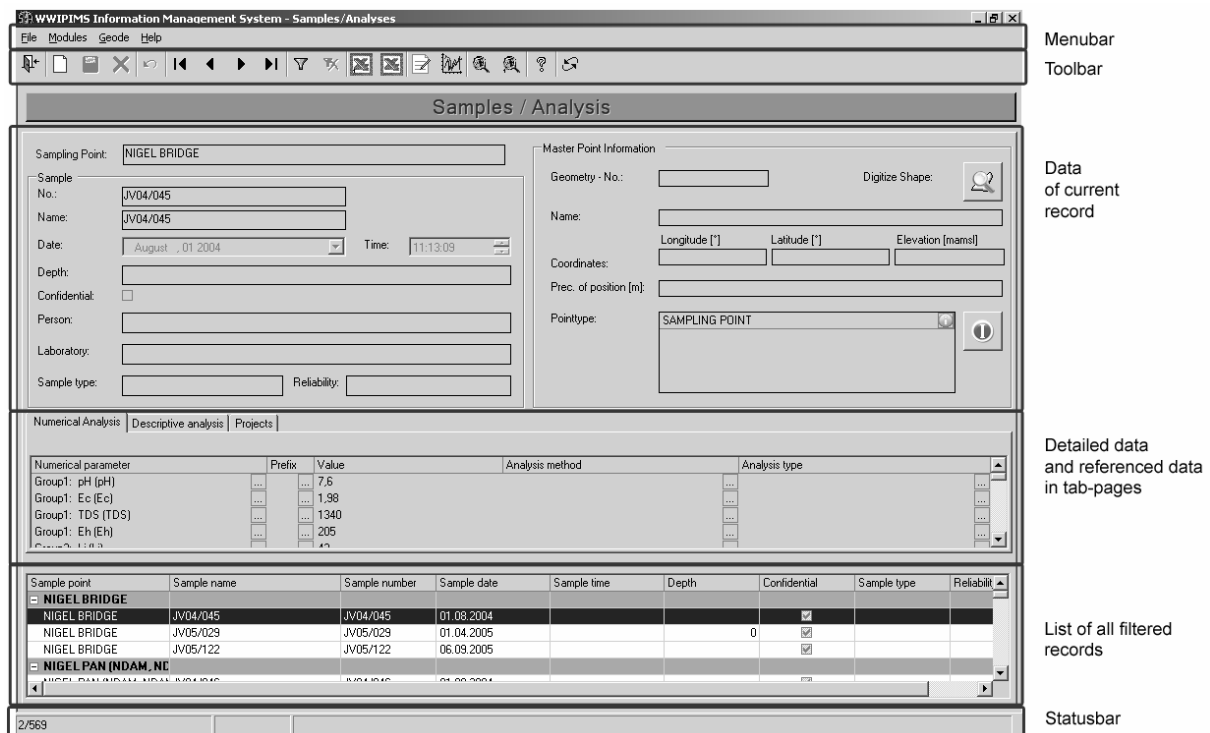 WWIPIMS Information Management System - Samples/Analyses
File Modules Geode Help
Menubar
Toolbar
Samples / Analysis
Sampling Point: NIGEL BRIDGE
Sample
No.: JV04/045
Name: JV04/045
Date: August , 01 2004 Time: 11:13:09
Depth:
Confidential:
Person:
Laboratory:
Sample type: Reliability:
Master Point Information
Geometry - No.: Digitize Shape:
Name:
Longitude [°] Latitude [°] Elevation [mamsl]
Coordinates:
Prec. of position [m]:
Pointtype: SAMPLING POINT
Data
of current
record
Numerical Analysis Descriptive analysis Projects
Numerical parameter Prefix Value Analysis method Analysis type
Group1: pH (pH) ... ... 7,6 ... ...
Group1: Ec (Ec) ... ... 1,98 ... ...
Group1: TDS (TDS) ... ... 1340 ... ...
Group1: Eh (Eh) ... ... 205 ... ...
Detailed data
and referenced data
in tab-pages
Sample point Sample name Sample number Sample date Sample time Depth Confidential Sample type Reliabilit
NIGEL BRIDGE
NIGEL BRIDGE JV04/045 JV04/045 01.08.2004
NIGEL BRIDGE JV05/029 JV05/029 01.04.2005 0
NIGEL BRIDGE JV05/122 JV05/122 06.09.2005
NIGEL PAN (NDAM, ND
List of all filtered
records
2/569
Statusbar